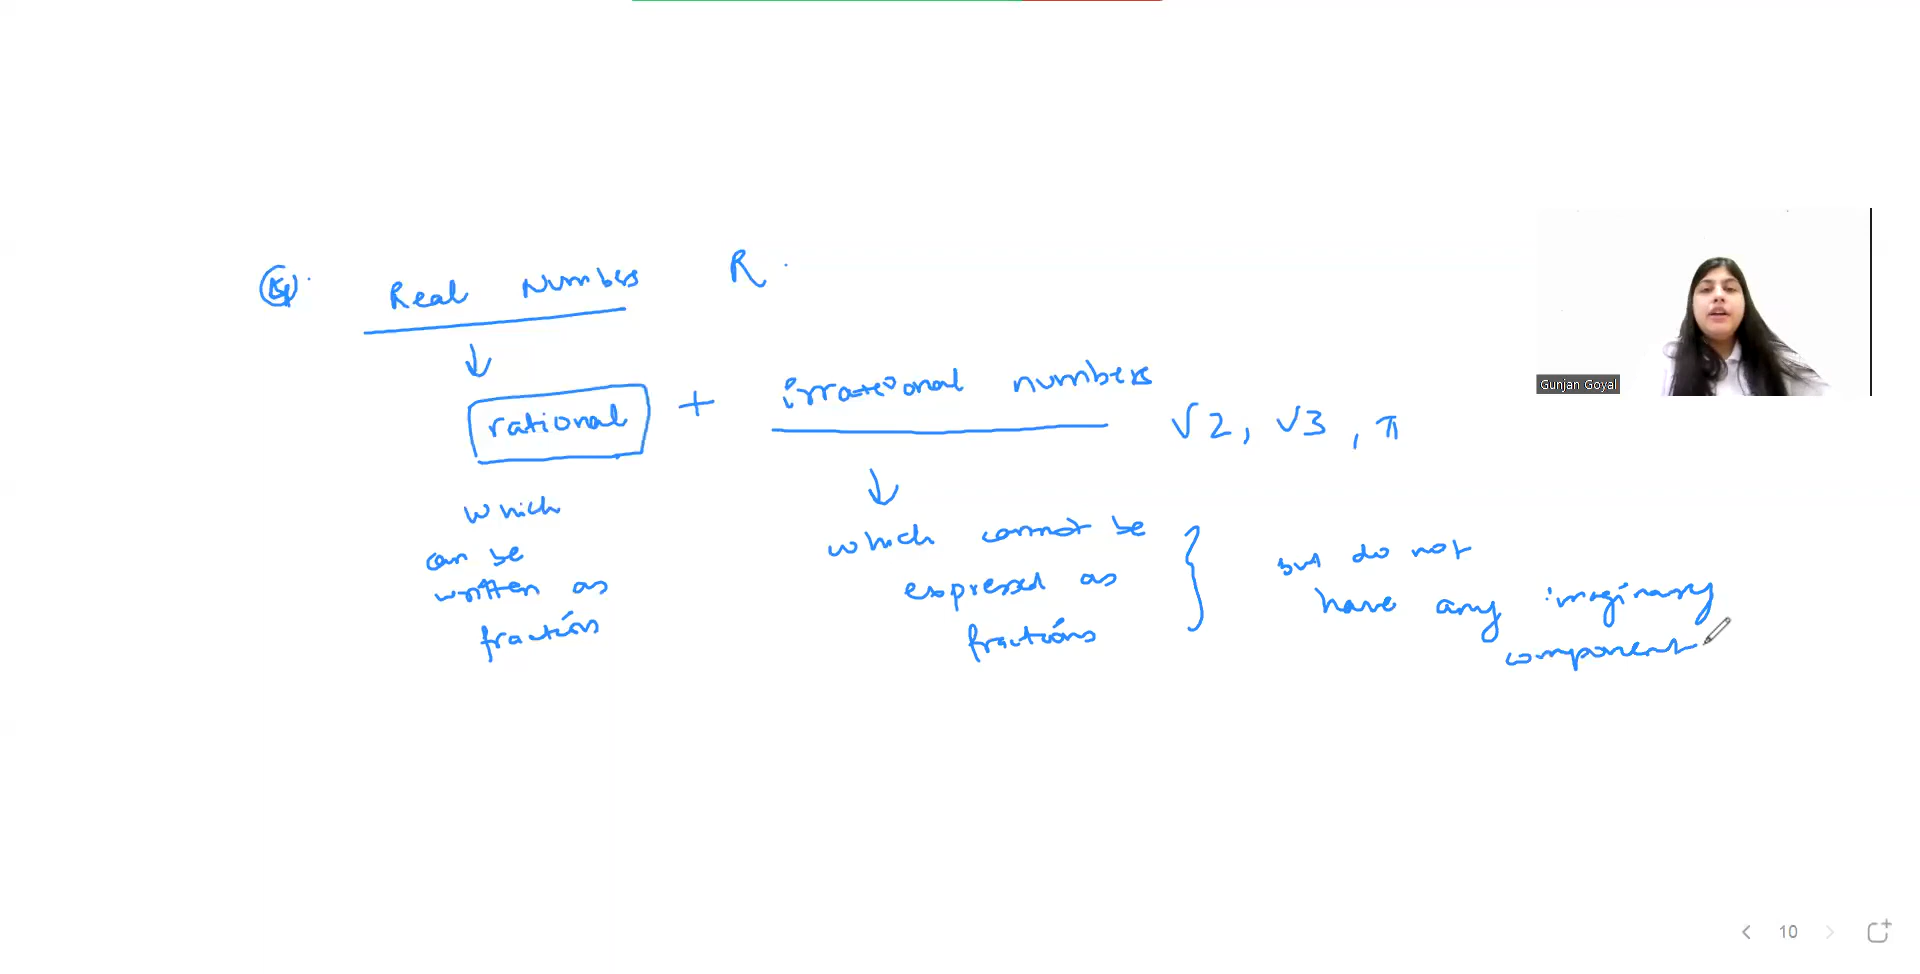 Real Numbers R.
rational + irrational numbers
√2, √3, π
which
can be
written as
fractions
which cannot be
expressed as
fractions
but do not
have any imaginary
component
Gunjan Goyal
10